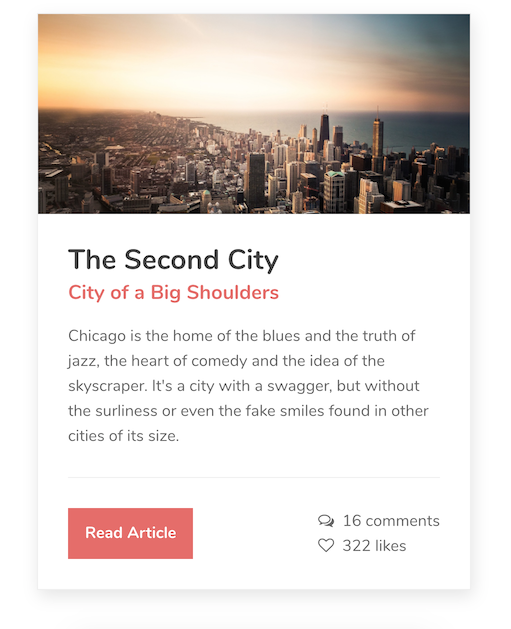 The Second City
City of a Big Shoulders
Chicago is the home of the blues and the truth of
jazz, the heart of comedy and the idea of the
skyscraper. It's a city with a swagger, but without
the surliness or even the fake smiles found in other
cities of its size.
Read Article
16 comments
322 likes